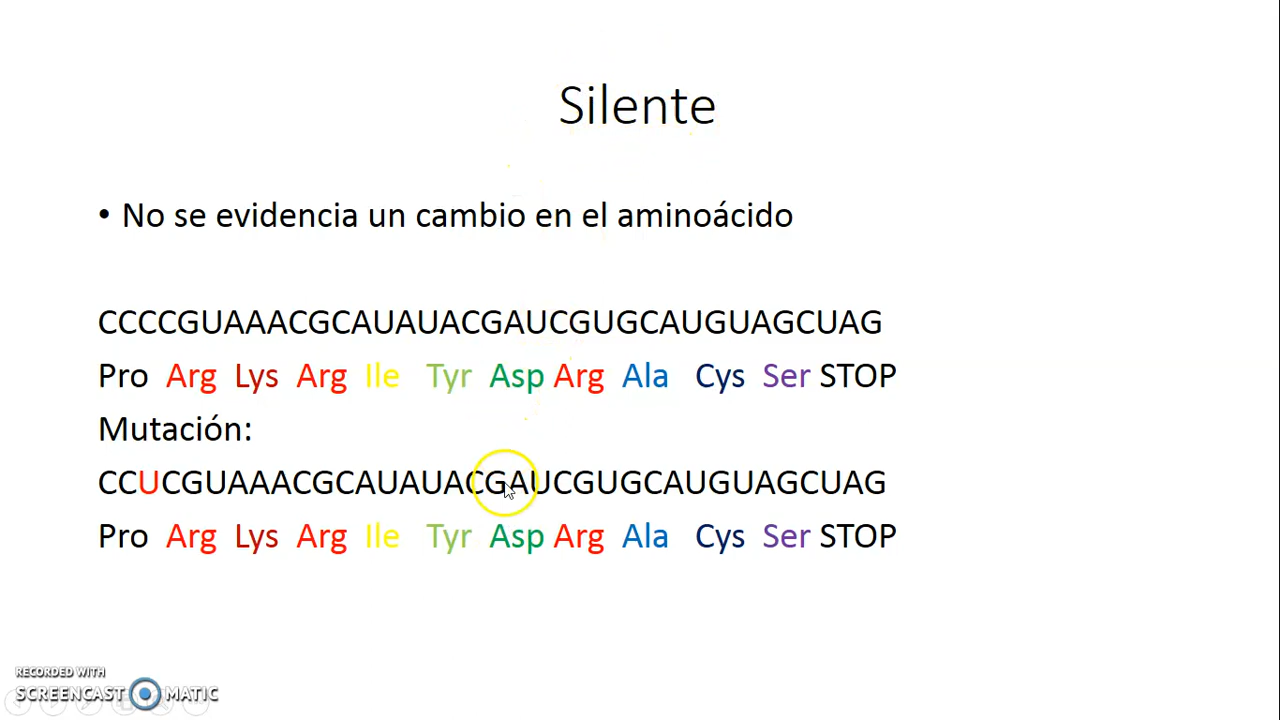 Silente
• No se evidencia un cambio en el aminoácido
CCCCGUAAACGCAUAUACGAUCGUGCAUGUAGCUAG
Pro Arg Lys Arg Ile Tyr Asp Arg Ala Cys Ser STOP
Mutación:
CCUCGUAAACGCAUAUACGAUCGUGCAUGUAGCUAG
Pro Arg Lys Arg Ile Tyr Asp Arg Ala Cys Ser STOP
RECORDED WITH
SCREENCAST MATIC